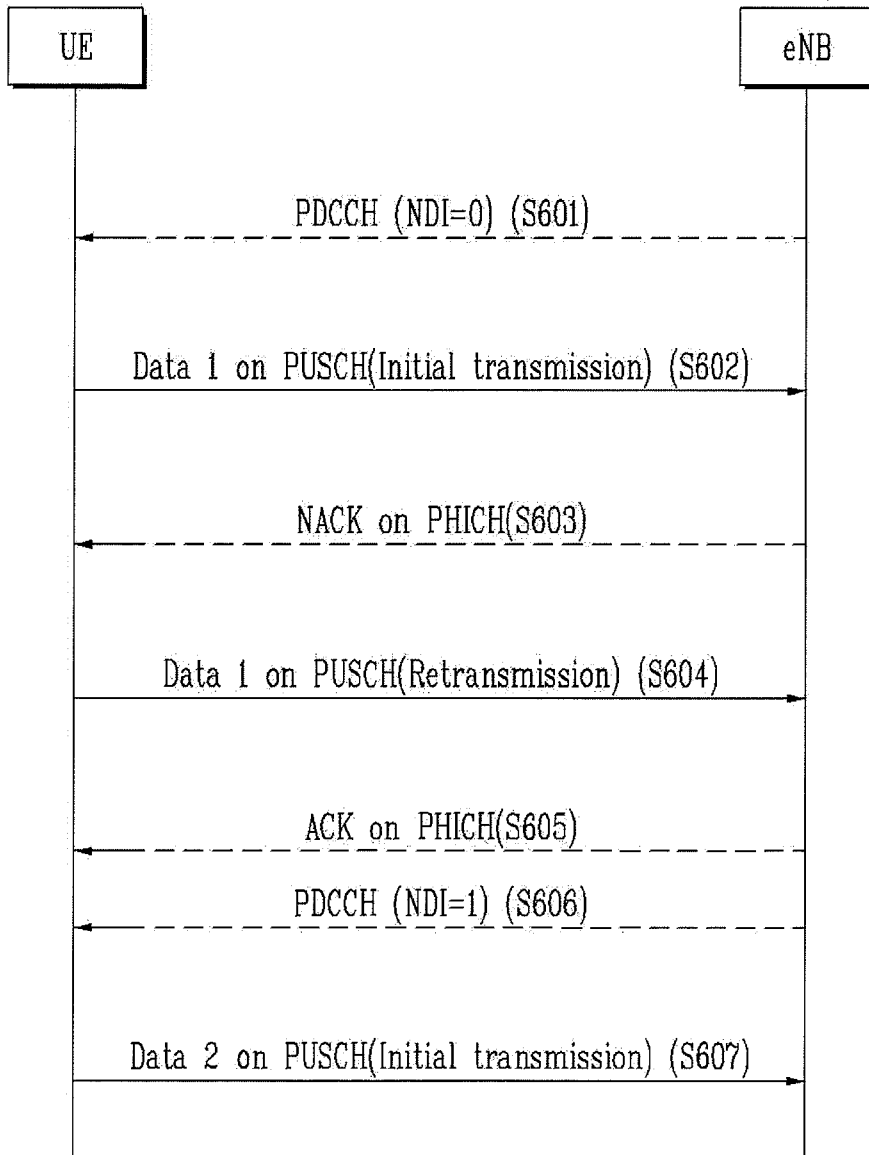 UE
eNB
PDCCH (NDI=0) (S601)
Data 1 on PUSCH(Initial transmission) (S602)
NACK on PHICH(S603)
Data 1 on PUSCH(Retransmission) (S604)
ACK on PHICH(S605)
PDCCH (NDI=1) (S606)
Data 2 on PUSCH(Initial transmission) (S607)